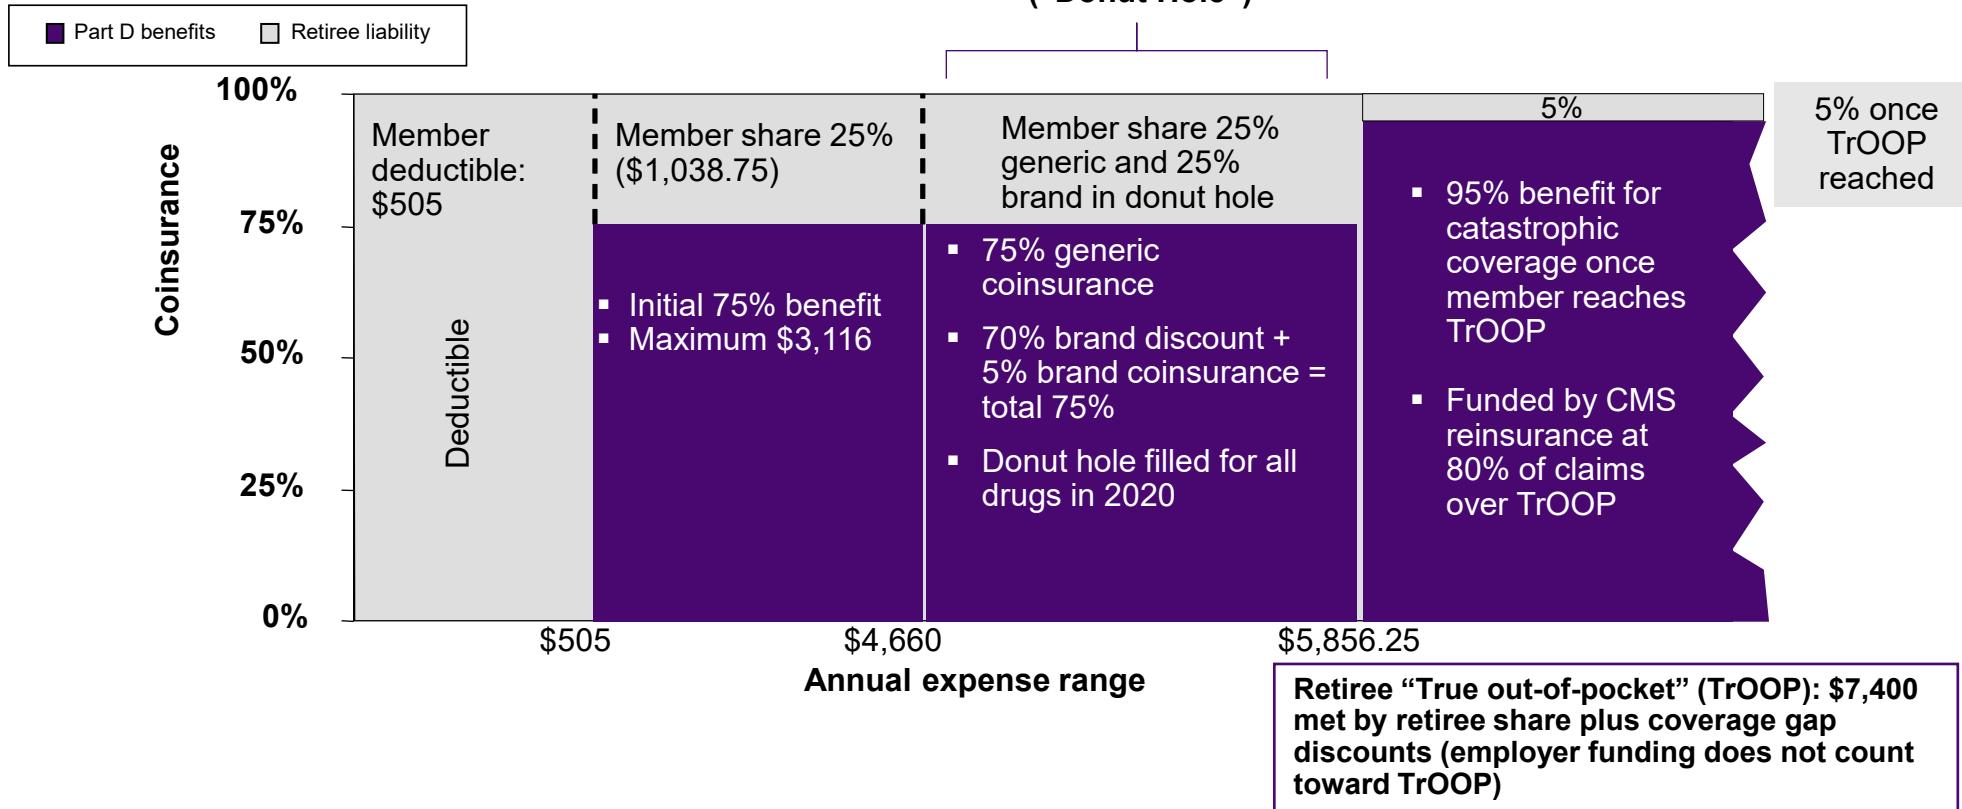 ("Donut Hole")
Part D benefits
Retiree liability
100%
75%
50%
25%
0%
Coinsurance
Member
deductible:
$505
Deductible
Member share 25%
($1,038.75)
▪ Initial 75% benefit
▪ Maximum $3,116
Member share 25%
generic and 25%
brand in donut hole
▪ 75% generic
coinsurance
▪ 70% brand discount +
5% brand coinsurance =
total 75%
▪ Donut hole filled for all
drugs in 2020
5%
▪ 95% benefit for
catastrophic
coverage once
member reaches
TrOOP
▪ Funded by CMS
reinsurance at
80% of claims
over TrOOP
5% once
TrOOP
reached
$505
$4,660
$5,856.25
Annual expense range
Retiree “True out-of-pocket” (TrOOP): $7,400
met by retiree share plus coverage gap
discounts (employer funding does not count
toward TrOOP)